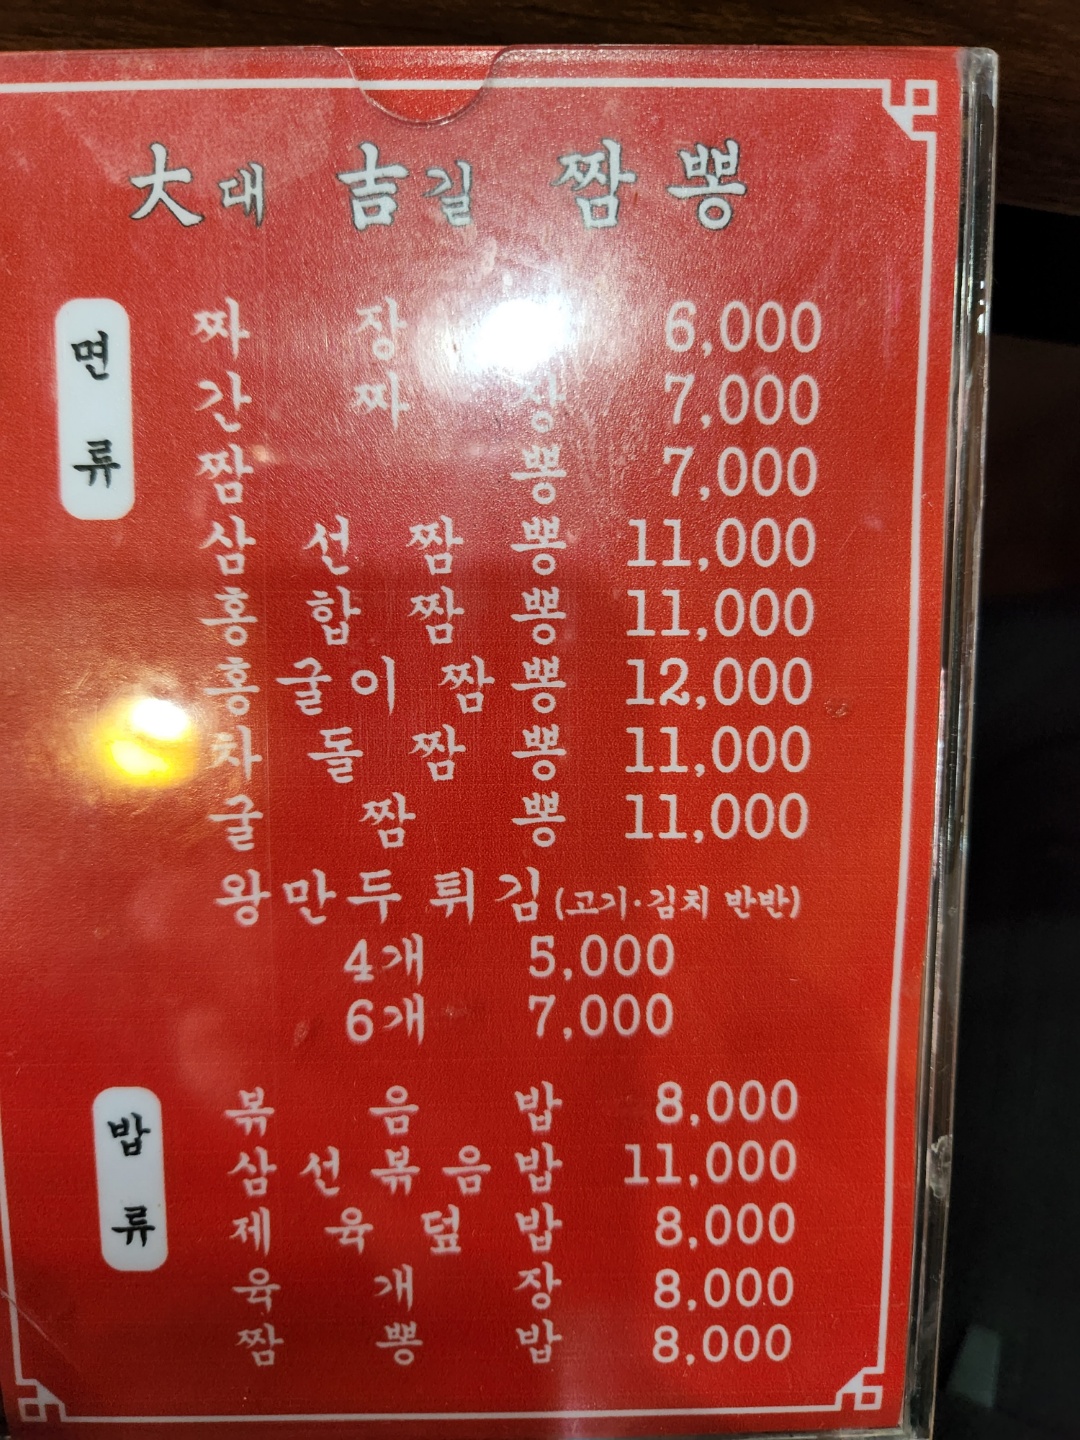 大대 吉길 짬뽕
면류
짜장 6,000
간짜장 7,000
짬뽕 7,000
삼선짬뽕 11,000
홍합짬뽕 11,000
홍굴이짬뽕 12,000
차돌짬뽕 11,000
굴짬뽕 11,000
왕만두튀김(고기·김치 반반)
4개 5,000
6개 7,000
밥류
볶음밥 8,000
삼선볶음밥 11,000
제육덮밥 8,000
육개장 8,000
짬뽕밥 8,000